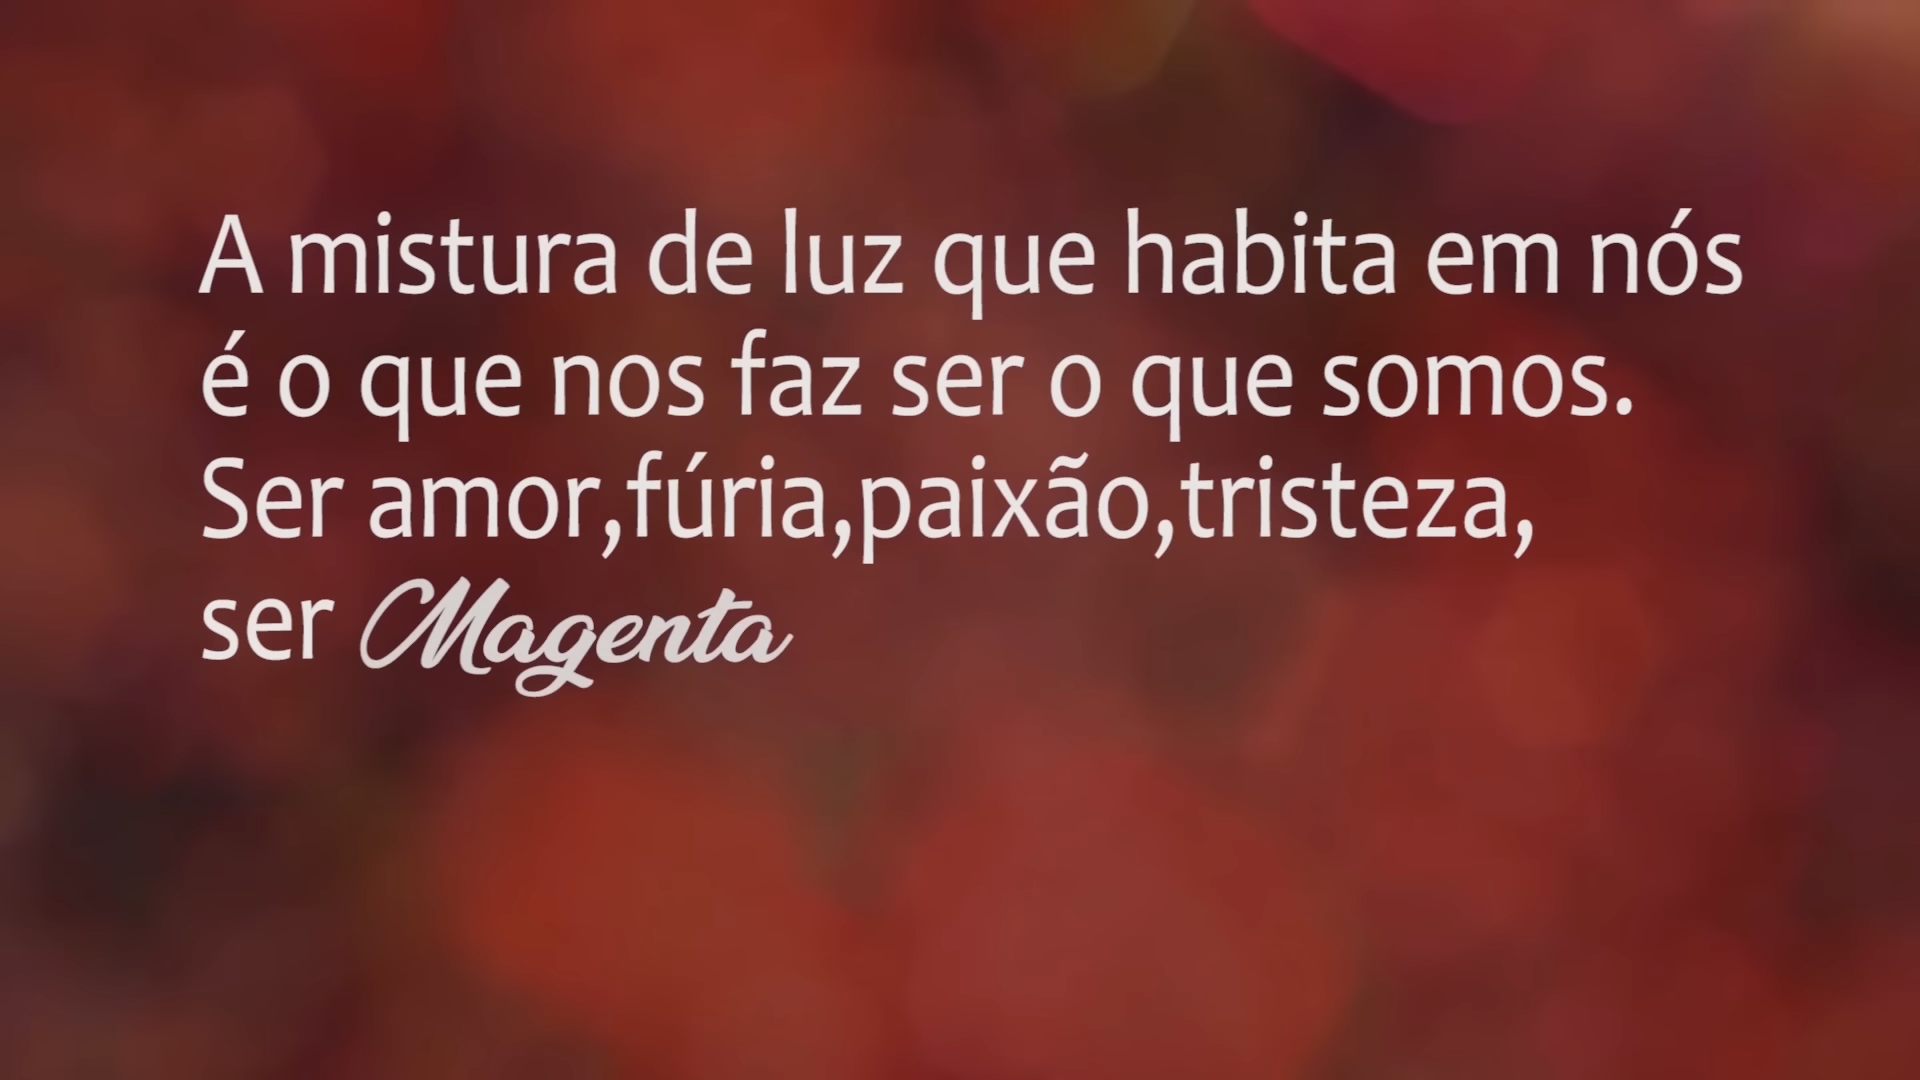 A mistura de luz que habita em nós
é o que nos faz ser o que somos.
Ser amor,fúria,paixão,tristeza,
ser Magenta